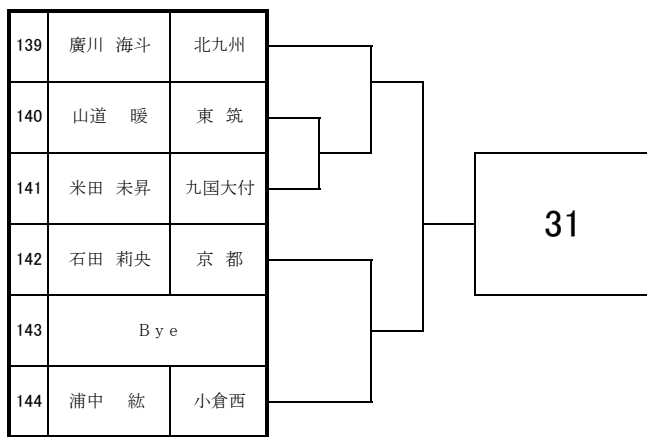 139 廣川 海斗 北九州
140 山道 暖 東 筑
141 米田 未昇 九国大付
142 石田 莉央 京 都
143 Bye
144 浦中 紘 小倉西
31